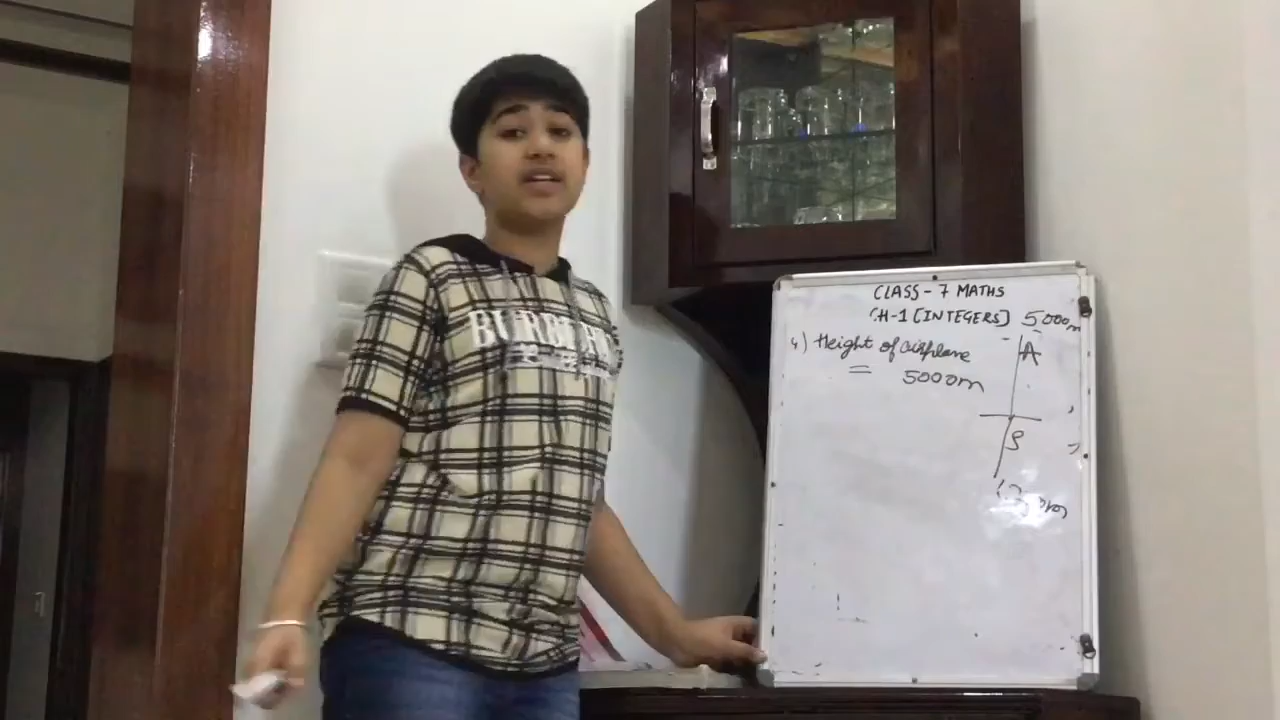 BURBERRY
CLASS - 7 MATHS
CH-1 [INTEGERS]
5000m
4) Height of airplane
= 5000m
A
S